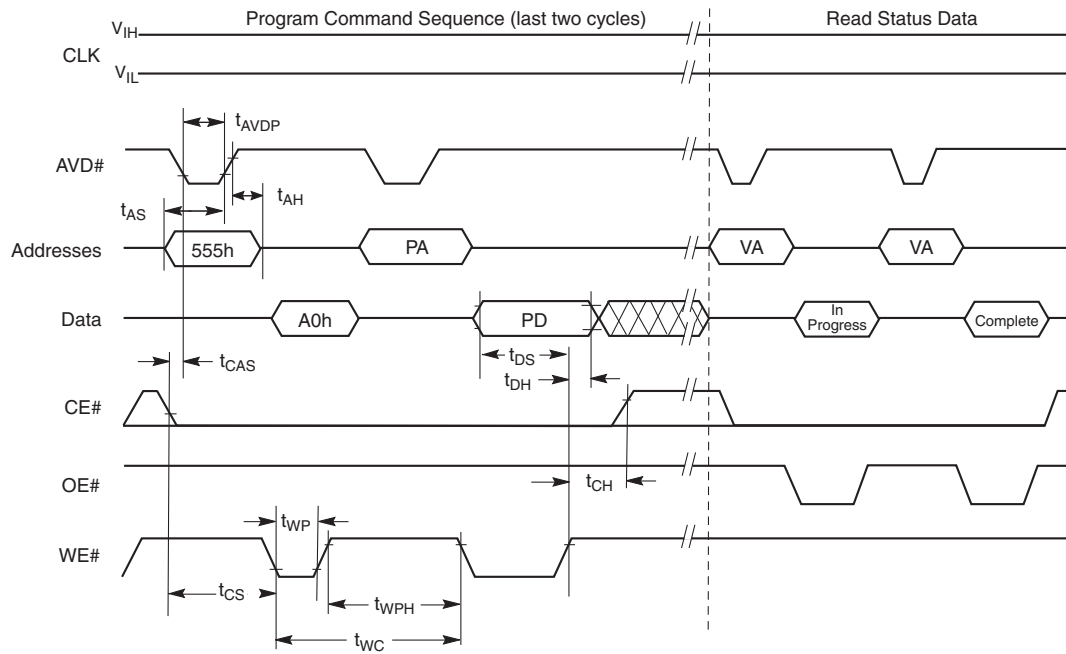 Program Command Sequence (last two cycles)
Read Status Data
VIH
CLK
VIL
tAVDP
AVD#
tAH
tAS
Addresses
555h
PA
VA
VA
Data
A0h
PD
In
Progress
Complete
tDS
tCAS
tDH
CE#
OE#
tCH
tWP
WE#
tCS
tWPH
tWC